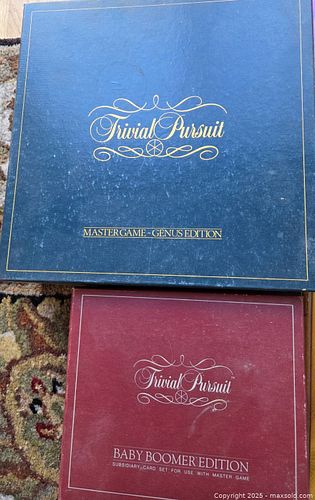 Trivial Pursuit
MASTER GAME - GENUS EDITION
Trivial Pursuit
BABY BOOMER EDITION
SUBSIDIARY CARD SET FOR USE WITH MASTER GAME
Copyright 2025 - maxsold.com